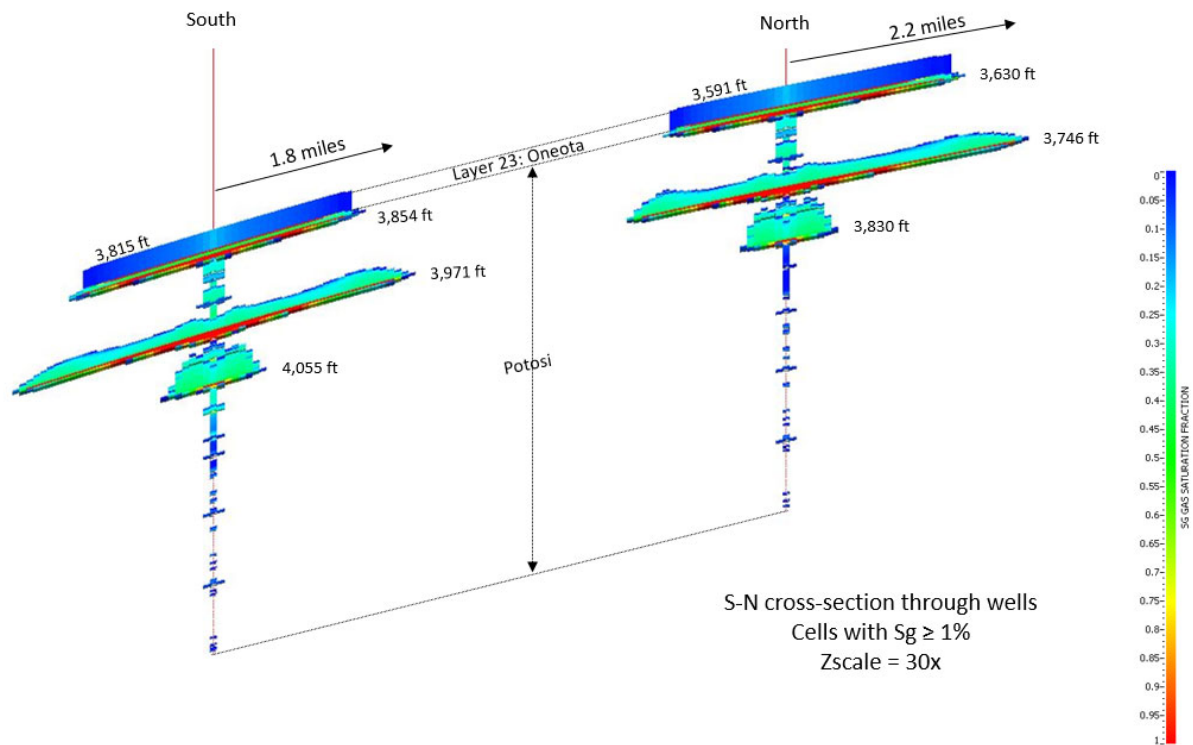 South
North
2.2 miles
3,591 ft
3,630 ft
1.8 miles
Layer 23: Oneota
3,746 ft
3,815 ft
3,854 ft
3,830 ft
3,971 ft
4,055 ft
Potosi
S-N cross-section through wells
Cells with Sg ≥ 1%
Zscale = 30x
0
0.05
0.1
0.15
0.2
0.25
0.3
0.35
0.4
0.45
0.5
0.55
0.6
0.65
0.7
0.75
0.8
0.85
0.9
0.95
1
SG GAS SATURATION FRACTION